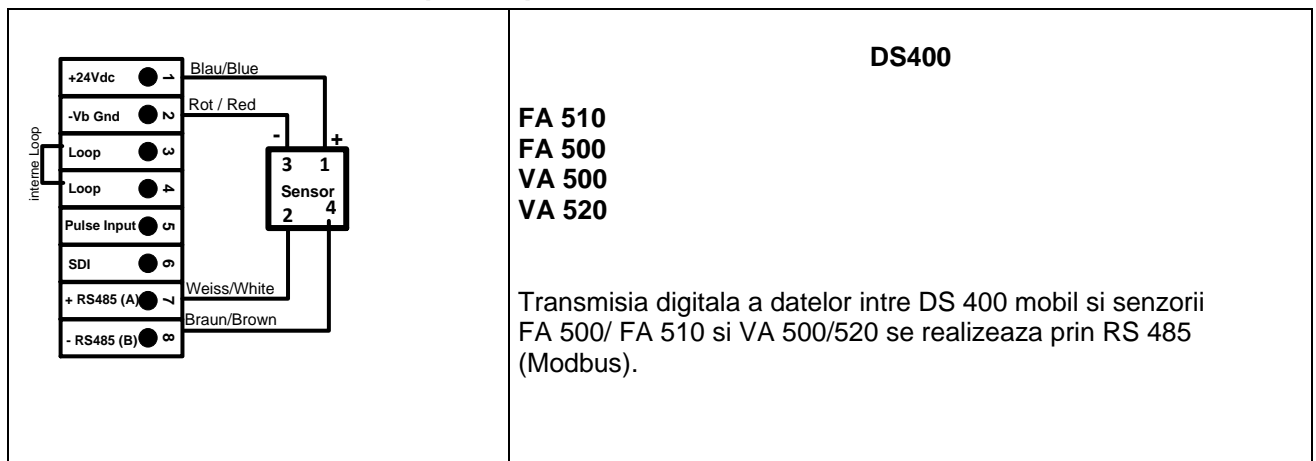 +24Vdc 1 Blau/Blue
-Vb Gnd 2 Rot / Red
Loop 3
interne Loop
Loop 4
Pulse Input 5
SDI 6
+ RS485 (A) 7 Weiss/White
- RS485 (B) 8 Braun/Brown
- +
3 1
Sensor
2 4
DS400
FA 510
FA 500
VA 500
VA 520
Transmisia digitala a datelor intre DS 400 mobil si senzorii
FA 500/ FA 510 si VA 500/520 se realizeaza prin RS 485
(Modbus).